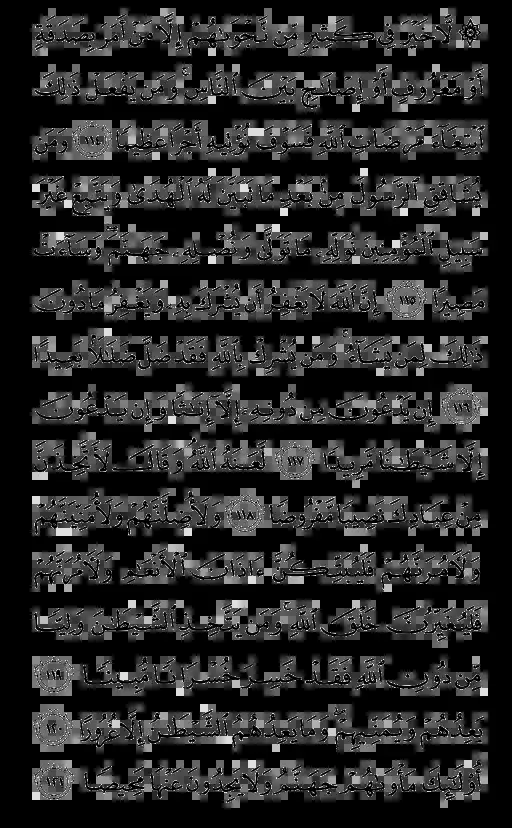 ۞ لَّا خَيْرَ فِي كَثِيرٍ مِّن نَّجْوَىٰهُمْ إِلَّا مَنْ أَمَرَ بِصَدَقَةٍ
أَوْ مَعْرُوفٍ أَوْ إِصْلَٰحٍۭ بَيْنَ ٱلنَّاسِ ۚ وَمَن يَفْعَلْ ذَٰلِكَ
ٱبْتِغَآءَ مَرْضَاتِ ٱللَّهِ فَسَوْفَ نُؤْتِيهِ أَجْرًا عَظِيمًا ١١٤ وَمَن
يُشَاقِقِ ٱلرَّسُولَ مِنۢ بَعْدِ مَا تَبَيَّنَ لَهُ ٱلْهُدَىٰ وَيَتَّبِعْ غَيْرَ
سَبِيلِ ٱلْمُؤْمِنِينَ نُوَلِّهِۦ مَا تَوَلَّىٰ وَنُصْلِهِۦ جَهَنَّمَ ۖ وَسَآءَتْ
مَصِيرًا ١١٥ إِنَّ ٱللَّهَ لَا يَغْفِرُ أَن يُشْرَكَ بِهِۦ وَيَغْفِرُ مَا دُونَ
ذَٰلِكَ لِمَن يَشَآءُ ۚ وَمَن يُشْرِكْ بِٱللَّهِ فَقَدْ ضَلَّ ضَلَٰلًۢا بَعِيدًا
١١٦ إِن يَدْعُونَ مِن دُونِهِۦٓ إِلَّآ إِنَٰثًا وَإِن يَدْعُونَ
إِلَّا شَيْطَٰنًا مَّرِيدًا ١١٧ لَّعَنَهُ ٱللَّهُ ۘ وَقَالَ لَأَتَّخِذَنَّ
مِنْ عِبَادِكَ نَصِيبًا مَّفْرُوضًا ١١٨ وَلَأُضِلَّنَّهُمْ وَلَأُمَنِّيَنَّهُمْ
وَلَءَامُرَنَّهُمْ فَلَيُبَتِّكُنَّ ءَاذَانَ ٱلْأَنْعَٰمِ وَلَءَامُرَنَّهُمْ
فَلَيُغَيِّرُنَّ خَلْقَ ٱللَّهِ ۚ وَمَن يَتَّخِذِ ٱلشَّيْطَٰنَ وَلِيًّا
مِّن دُونِ ٱللَّهِ فَقَدْ خَسِرَ خُسْرَانًا مُّبِينًا ١١٩
يَعِدُهُمْ وَيُمَنِّيهِمْ ۖ وَمَا يَعِدُهُمُ ٱلشَّيْطَٰنُ إِلَّا غُرُورًا ١٢٠
أُو۟لَٰٓئِكَ مَأْوَىٰهُمْ جَهَنَّمُ وَلَا يَجِدُونَ عَنْهَا مَحِيصًا ١٢١